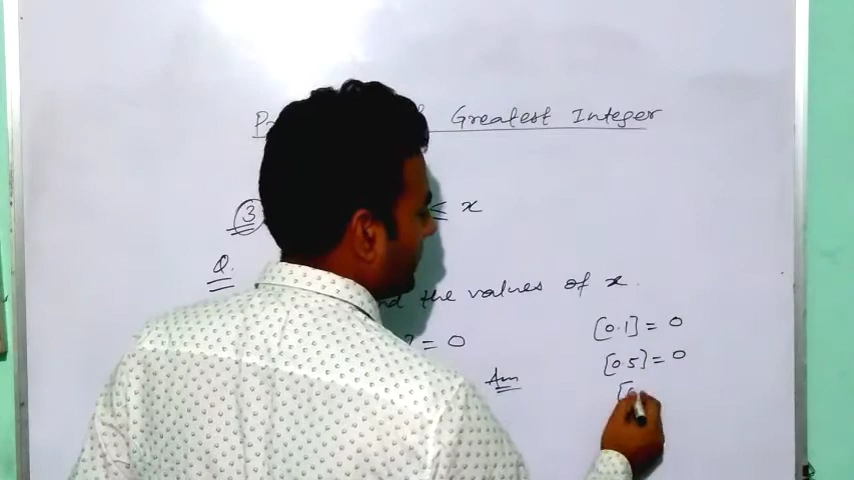 Greatest Integer
3 ≤ x
Q.
the values of x.
= 0
Ans
[0.1] = 0
[0.5] = 0
[